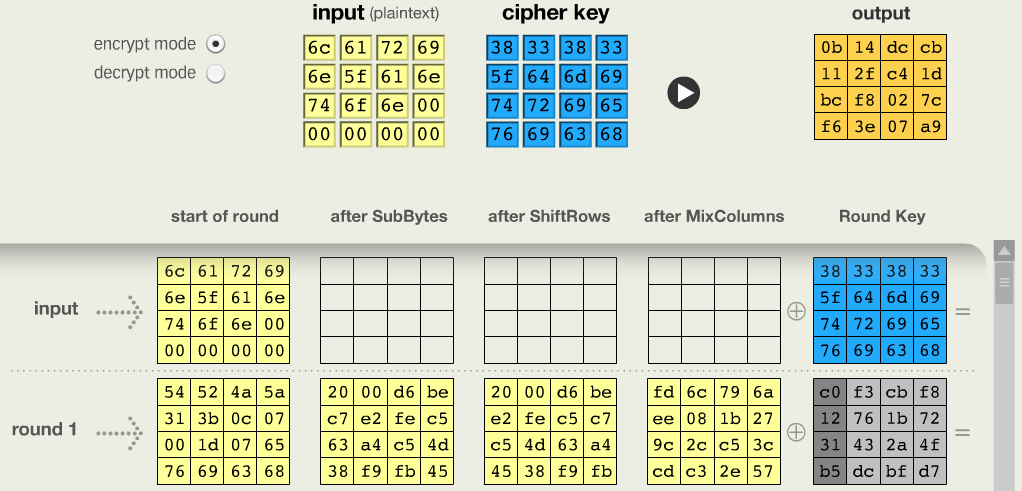 input (plaintext) cipher key output
encrypt mode
decrypt mode
6c 61 72 69 38 33 38 33 0b 14 dc cb
6e 5f 61 6e 5f 64 6d 69 11 2f c4 1d
74 6f 6e 00 74 72 69 65 bc f8 02 7c
00 00 00 00 76 69 63 68 f6 3e 07 a9
start of round after SubBytes after ShiftRows after MixColumns Round Key
input
6c 61 72 69 38 33 38 33
6e 5f 61 6e 5f 64 6d 69
74 6f 6e 00 ⊕ 74 72 69 65 =
00 00 00 00 76 69 63 68
round 1
54 52 4a 5a 20 00 d6 be 20 00 d6 be fd 6c 79 6a c0 f3 cb f8
31 3b 0c 07 c7 e2 fe c5 e2 fe c5 c7 ee 08 1b 27 12 76 1b 72
00 1d 07 65 63 a4 c5 4d c5 4d 63 a4 9c 2c c5 3c ⊕ 31 43 2a 4f =
76 69 63 68 38 f9 fb 45 45 38 f9 fb cd c3 2e 57 b5 dc bf d7